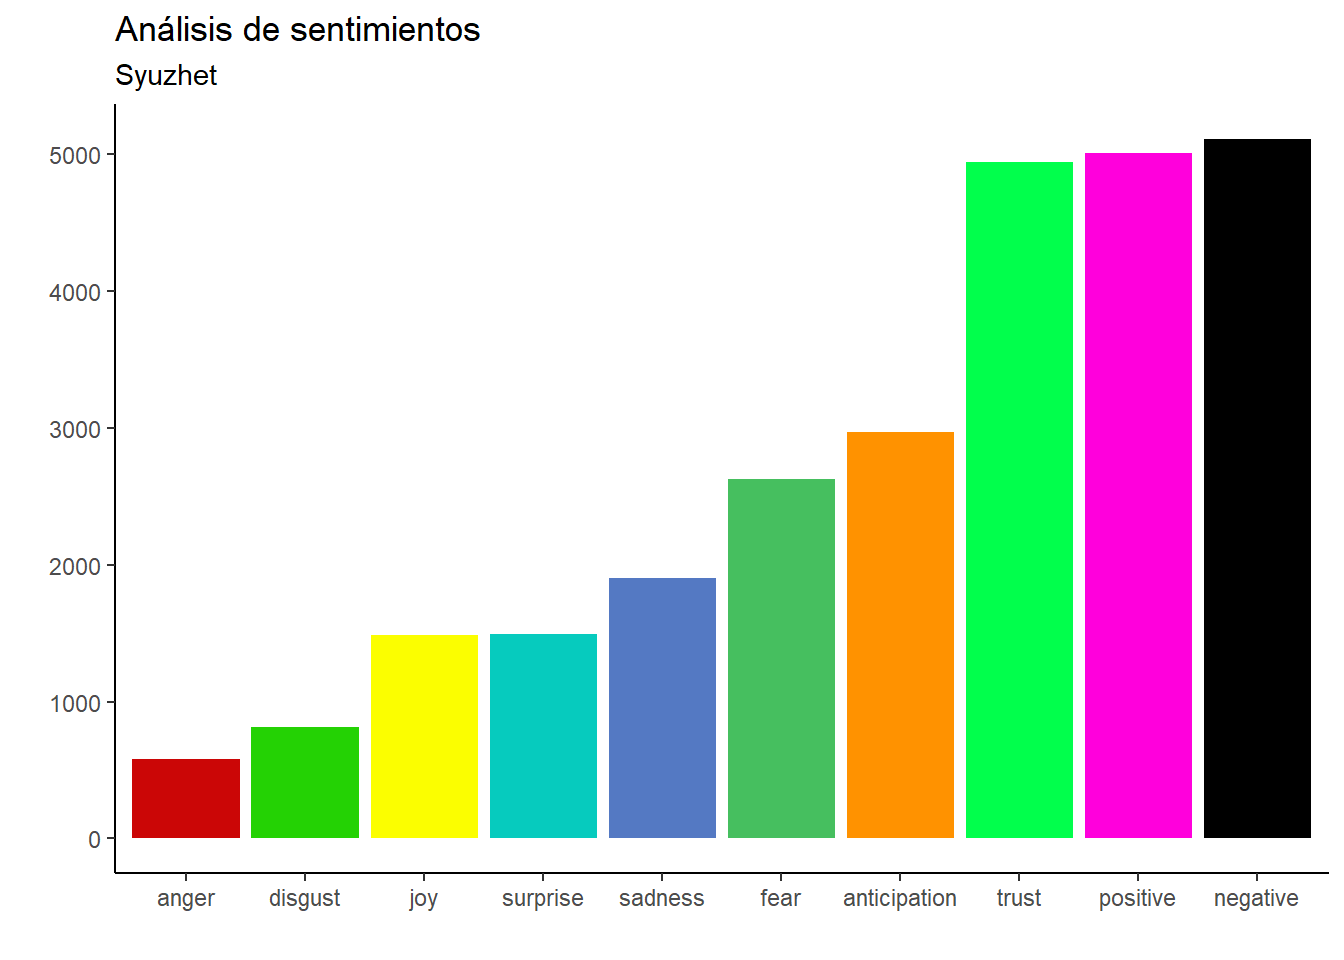 Análisis de sentimientos
Syuzhet
5000
4000
3000
2000
1000
0
anger disgust joy surprise sadness fear anticipation trust positive negative